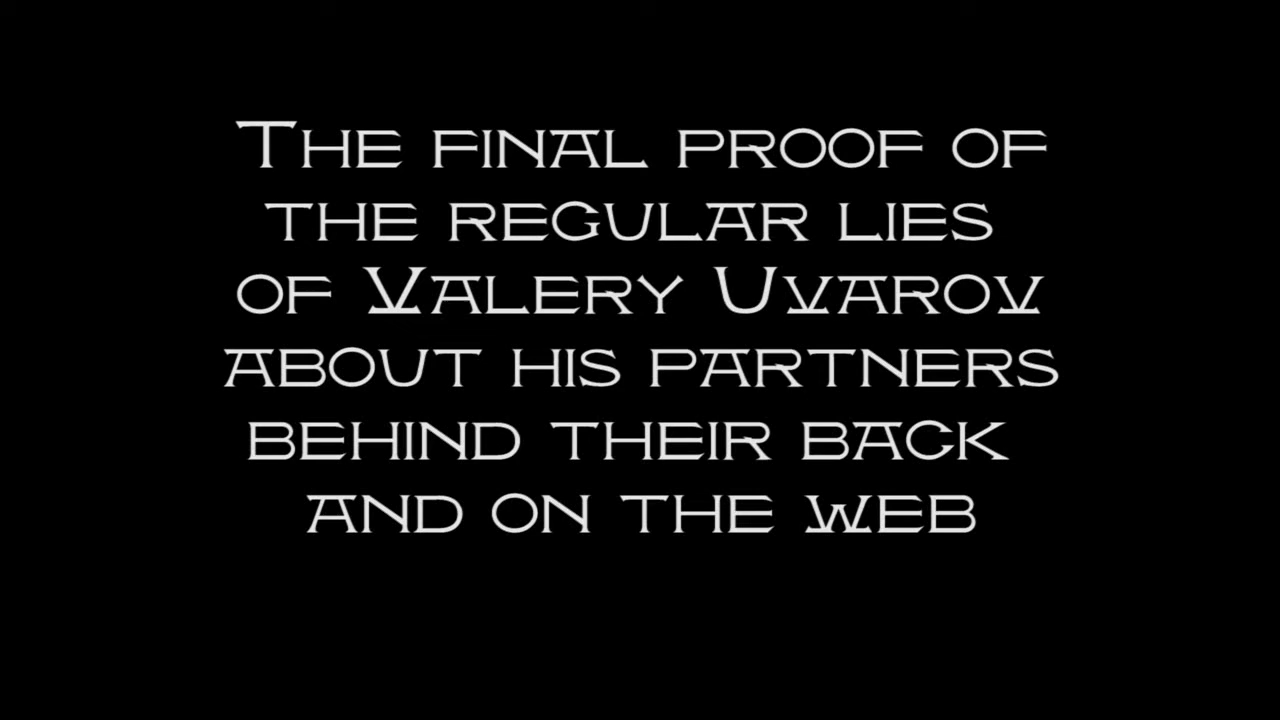 The final proof of
the regular lies
of Valery Uvarov
about his partners
behind their back
and on the web